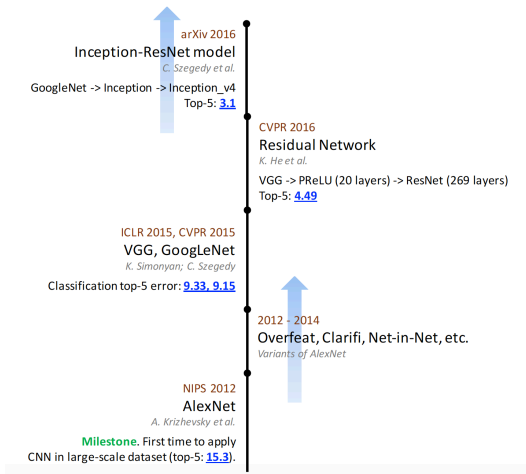 arXiv 2016
Inception-ResNet model
C. Szegedy et al.
GoogleNet -> Inception -> Inception_v4
Top-5: 3.1
CVPR 2016
Residual Network
K. He et al.
VGG -> PReLU (20 layers) -> ResNet (269 layers)
Top-5: 4.49
ICLR 2015, CVPR 2015
VGG, GoogLeNet
K. Simonyan; C. Szegedy
Classification top-5 error: 9.33, 9.15
2012 - 2014
Overfeat, Clarifi, Net-in-Net, etc.
Variants of AlexNet
NIPS 2012
AlexNet
A. Krizhevsky et al.
Milestone. First time to apply
CNN in large-scale dataset (top-5: 15.3).